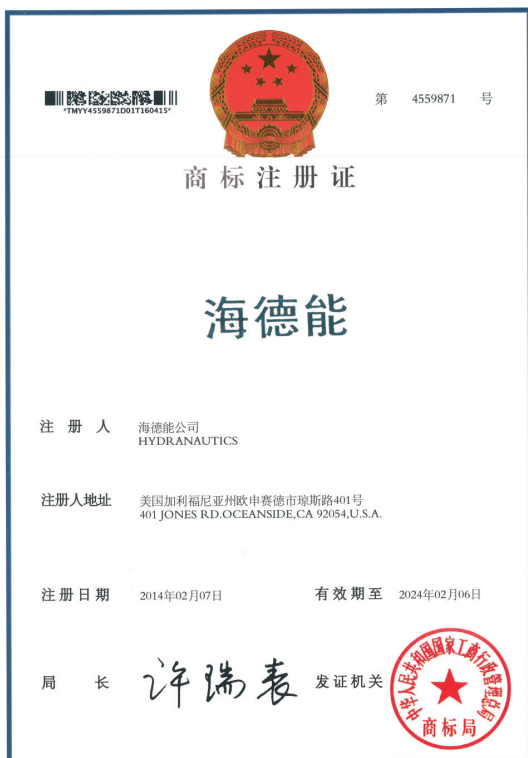 *TMYY4559871D01T160415*
第 4559871 号
商标注册证
海德能
注册人 海德能公司
HYDRANAUTICS
注册人地址 美国加利福尼亚州欧申赛德市琼斯路401号
401 JONES RD.OCEANSIDE,CA 92054,U.S.A.
注册日期 2014年02月07日 有效期至 2024年02月06日
局长 许瑞表 发证机关
中华人民共和国国家工商行政管理总局
商标局